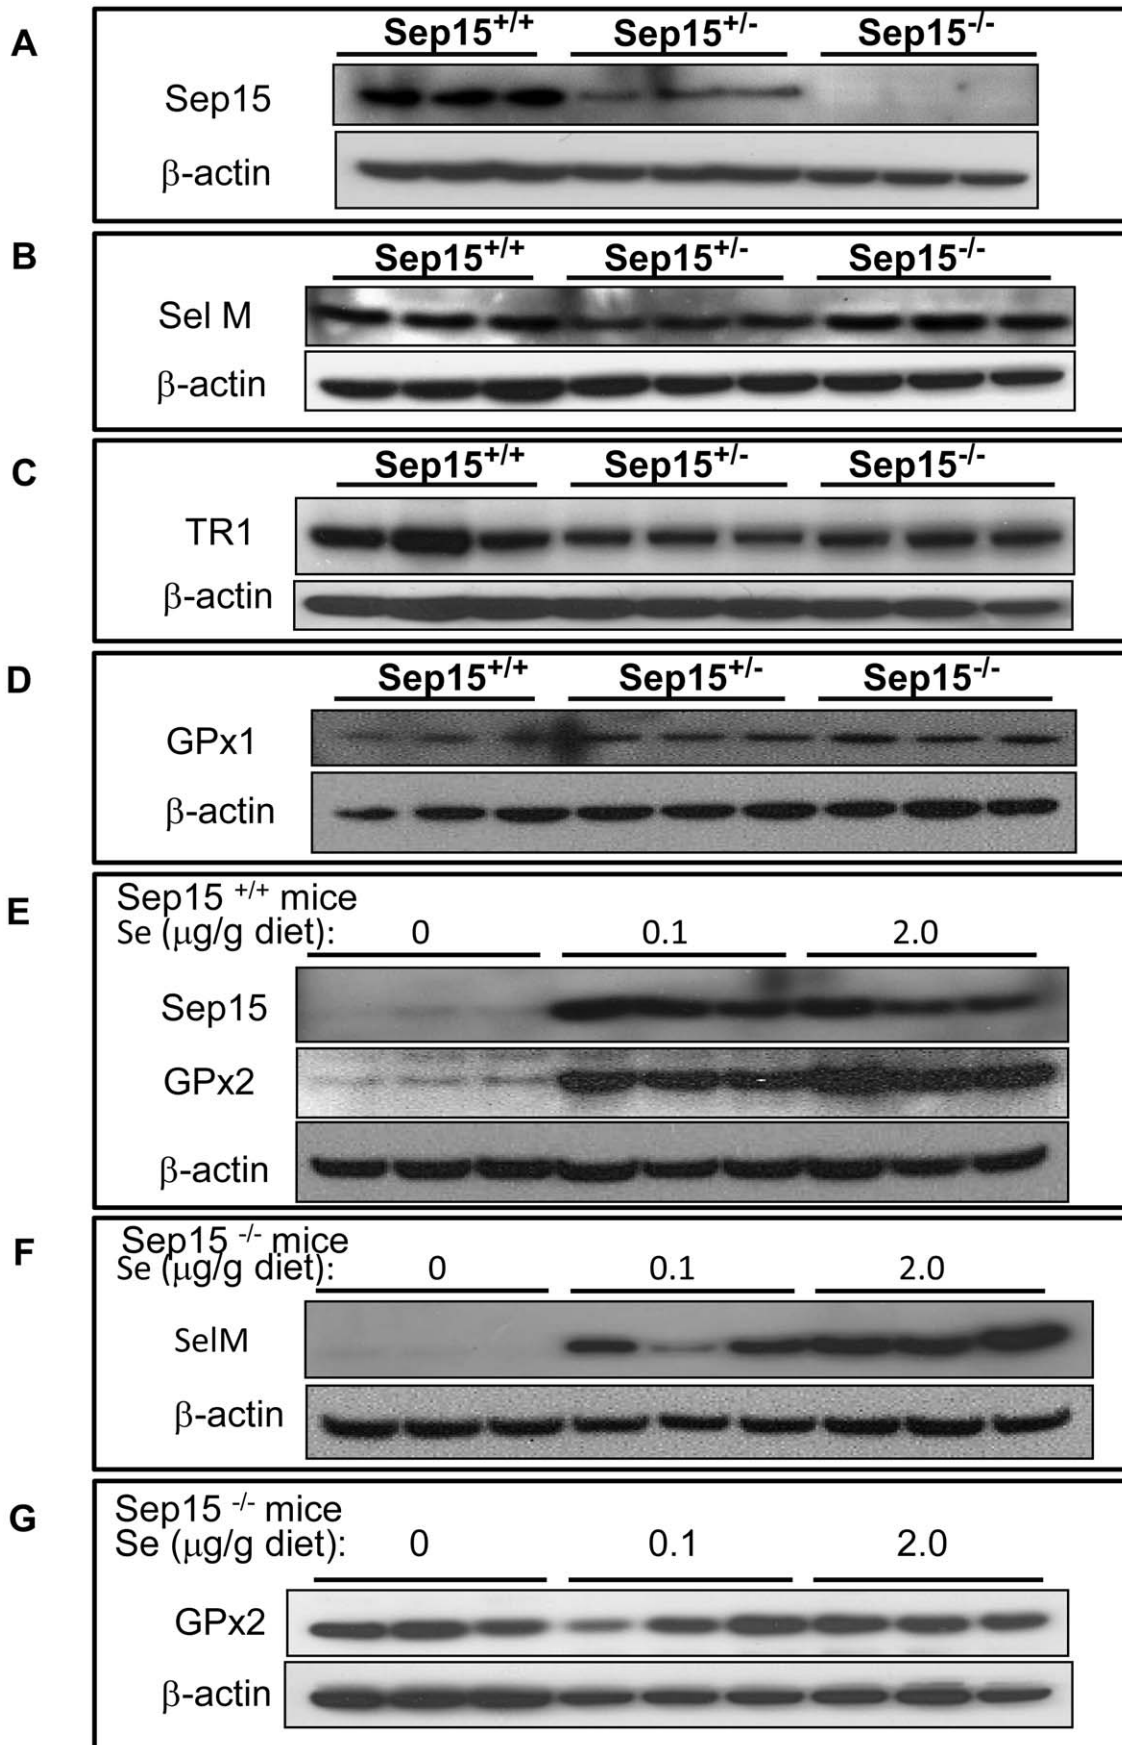 A
Sep15+/+ Sep15+/- Sep15-/-
Sep15
β-actin
B
Sep15+/+ Sep15+/- Sep15-/-
Sel M
β-actin
C
Sep15+/+ Sep15+/- Sep15-/-
TR1
β-actin
D
Sep15+/+ Sep15+/- Sep15-/-
GPx1
β-actin
E
Sep15 +/+ mice
Se (μg/g diet): 0 0.1 2.0
Sep15
GPx2
β-actin
F
Sep15 -/- mice
Se (μg/g diet): 0 0.1 2.0
SelM
β-actin
G
Sep15 -/- mice
Se (μg/g diet): 0 0.1 2.0
GPx2
β-actin